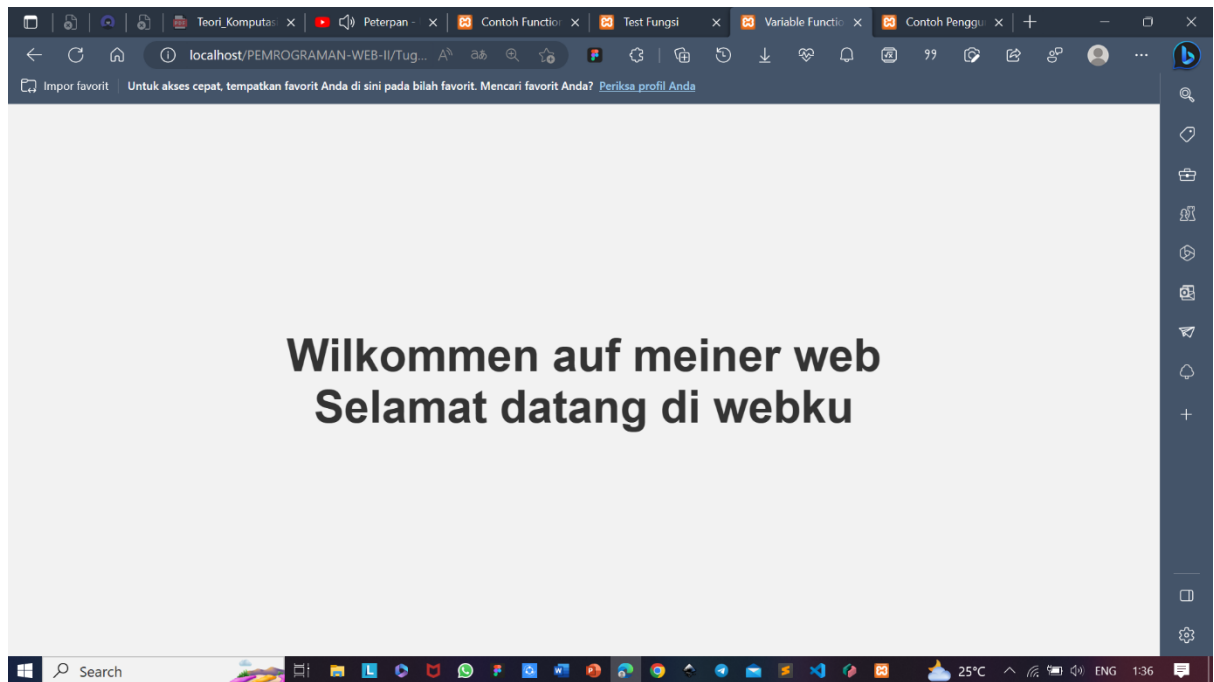 Teori_Komputas
Peterpan -
Contoh Function
Test Fungsi
Variable Functio
Contoh Penggu
localhost/PEMROGRAMAN-WEB-II/Tug...
Impor favorit
Untuk akses cepat, tempatkan favorit Anda di sini pada bilah favorit. Mencari favorit Anda? Periksa profil Anda
Wilkommen auf meiner web
Selamat datang di webku
Search
25°C
ENG
1:36